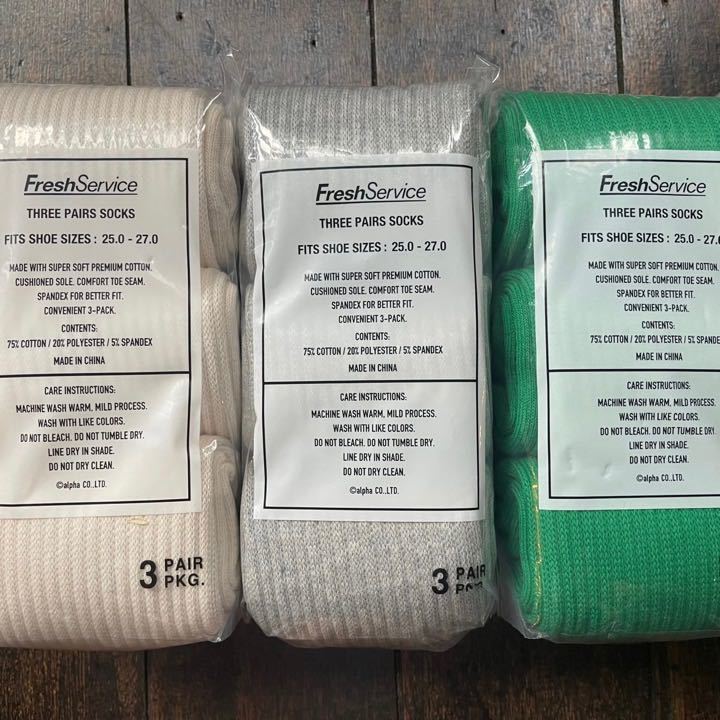 FreshService
THREE PAIRS SOCKS
FITS SHOE SIZES : 25.0 - 27.0
MADE WITH SUPER SOFT PREMIUM COTTON.
CUSHIONED SOLE. COMFORT TOE SEAM.
SPANDEX FOR BETTER FIT.
CONVENIENT 3-PACK.
CONTENTS:
75% COTTON / 20% POLYESTER / 5% SPANDEX
MADE IN CHINA
CARE INSTRUCTIONS:
MACHINE WASH WARM, MILD PROCESS.
WASH WITH LIKE COLORS.
DO NOT BLEACH. DO NOT TUMBLE DRY.
LINE DRY IN SHADE.
DO NOT DRY CLEAN.
©alpha CO.,LTD.
3 PAIR
PKG.
FreshService
THREE PAIRS SOCKS
FITS SHOE SIZES : 25.0 - 27.0
MADE WITH SUPER SOFT PREMIUM COTTON.
CUSHIONED SOLE. COMFORT TOE SEAM.
SPANDEX FOR BETTER FIT.
CONVENIENT 3-PACK.
CONTENTS:
75% COTTON / 20% POLYESTER / 5% SPANDEX
MADE IN CHINA
CARE INSTRUCTIONS:
MACHINE WASH WARM, MILD PROCESS.
WASH WITH LIKE COLORS.
DO NOT BLEACH. DO NOT TUMBLE DRY.
LINE DRY IN SHADE.
DO NOT DRY CLEAN.
©alpha CO.,LTD.
3 PAIR
PKG.
FreshService
THREE PAIRS SOCKS
FITS SHOE SIZES : 25.0 - 27.0
MADE WITH SUPER SOFT PREMIUM
CUSHIONED SOLE. COMFORT TOE
SPANDEX FOR BETTER FIT.
CONVENIENT 3-PACK.
CONTENTS:
75% COTTON / 20% POLYESTER / 5%
MADE IN CHINA
CARE INSTRUCTIONS:
MACHINE WASH WARM, MILD
WASH WITH LIKE COLORS.
DO NOT BLEACH. DO NOT TUMBLE
LINE DRY IN SHADE.
DO NOT DRY CLEAN.
©alpha CO.,LTD.